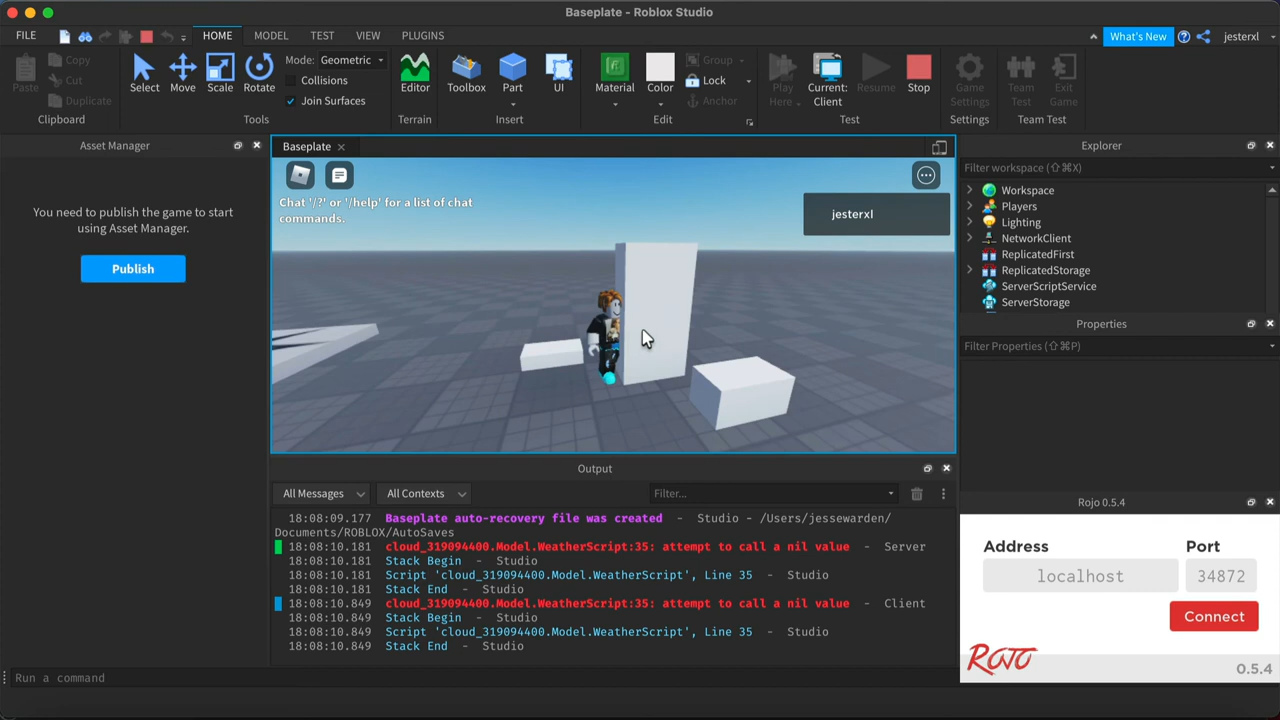 Baseplate - Roblox Studio
FILE
HOME
MODEL
TEST
VIEW
PLUGINS
What's New
jesterxl
Paste
Copy
Cut
Duplicate
Clipboard
Select
Move
Scale
Rotate
Mode: Geometric
Collisions
Join Surfaces
Tools
Editor
Terrain
Toolbox
Part
UI
Insert
Material
Color
Group
Lock
Anchor
Edit
Play
Here
Current:
Client
Resume
Stop
Test
Game
Settings
Settings
Team
Test
Exit
Game
Team Test
Asset Manager
You need to publish the game to start
using Asset Manager.
Publish
Baseplate
Chat '/?' or '/help' for a list of chat
commands.
jesterxl
Output
All Messages
All Contexts
Filter...
18:08:09.177 Baseplate auto-recovery file was created - Studio - /Users/jessewarden/
Documents/ROBLOX/AutoSaves
18:08:10.181 cloud_319094400.Model.WeatherScript:35: attempt to call a nil value - Server
18:08:10.181 Stack Begin - Studio
18:08:10.181 Script 'cloud_319094400.Model.WeatherScript', Line 35 - Studio
18:08:10.181 Stack End - Studio
18:08:10.849 cloud_319094400.Model.WeatherScript:35: attempt to call a nil value - Client
18:08:10.849 Stack Begin - Studio
18:08:10.849 Script 'cloud_319094400.Model.WeatherScript', Line 35 - Studio
18:08:10.849 Stack End - Studio
Run a command
Explorer
Filter workspace (⇧⌘X)
Workspace
Players
Lighting
NetworkClient
ReplicatedFirst
ReplicatedStorage
ServerScriptService
ServerStorage
Properties
Filter Properties (⇧⌘P)
Rojo 0.5.4
Address
Port
localhost
34872
Connect
ROJO
0.5.4